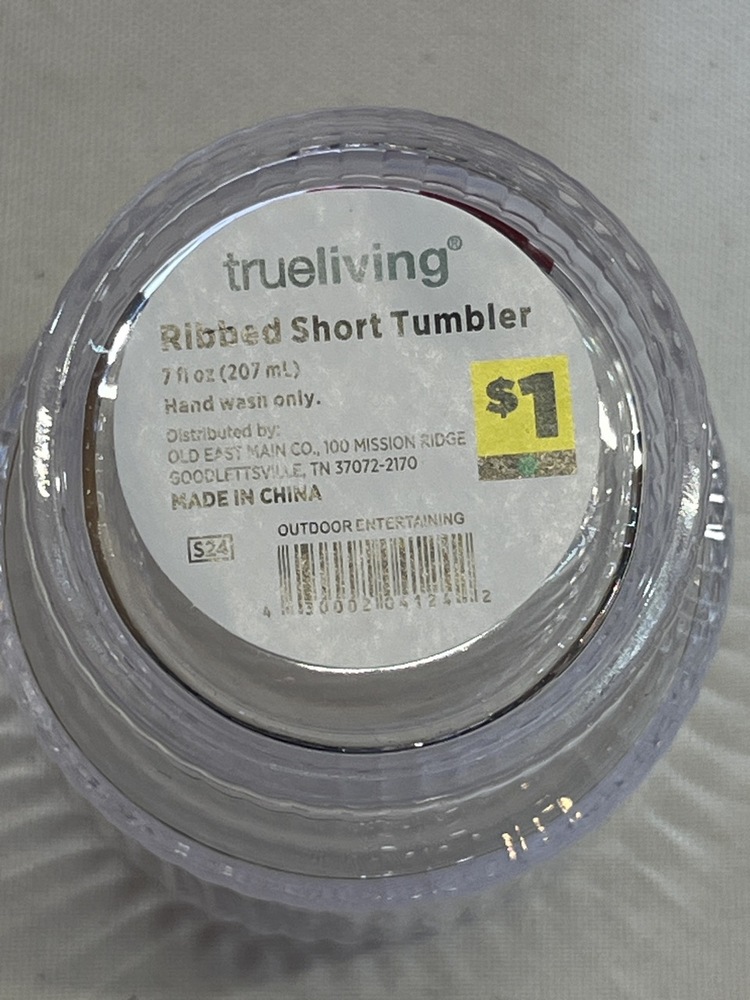 trueliving®
Ribbed Short Tumbler
7 fl oz (207 mL)
Hand wash only.
$1
Distributed by:
OLD EAST MAIN CO., 100 MISSION RIDGE
GOODLETTSVILLE, TN 37072-2170
MADE IN CHINA
OUTDOOR ENTERTAINING
S24